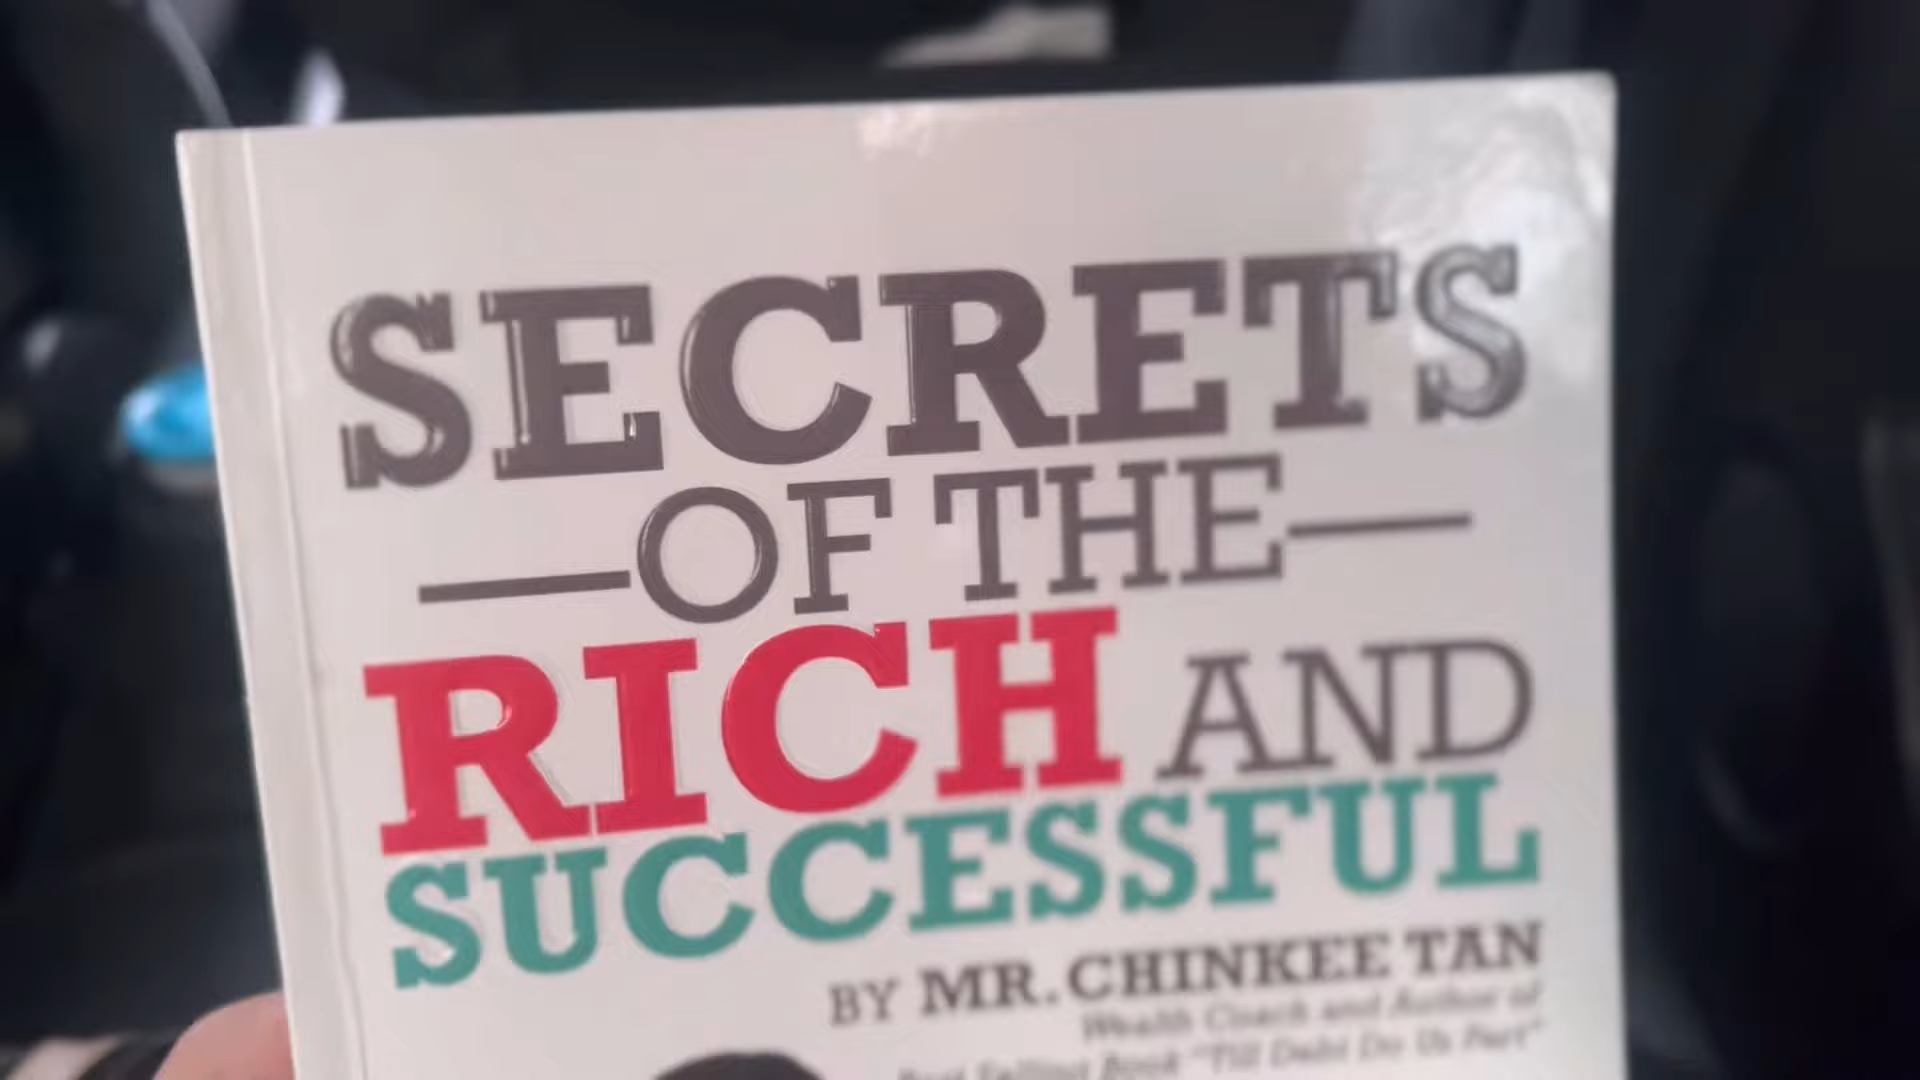 SECRETS
—OF THE—
RICH AND
SUCCESSFUL
BY MR. CHINKEE TAN
Wealth Coach and Author of
Best Selling Book "Till Debt Do Us Part"